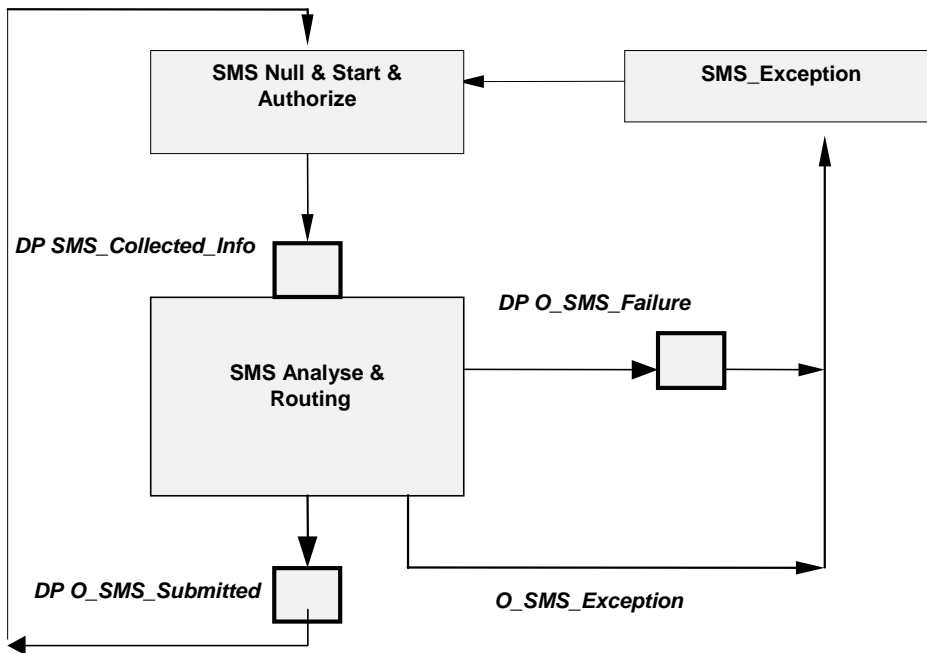 SMS Null & Start &
Authorize
SMS_Exception
DP SMS_Collected_Info
DP O_SMS_Failure
SMS Analyse &
Routing
DP O_SMS_Submitted
O_SMS_Exception